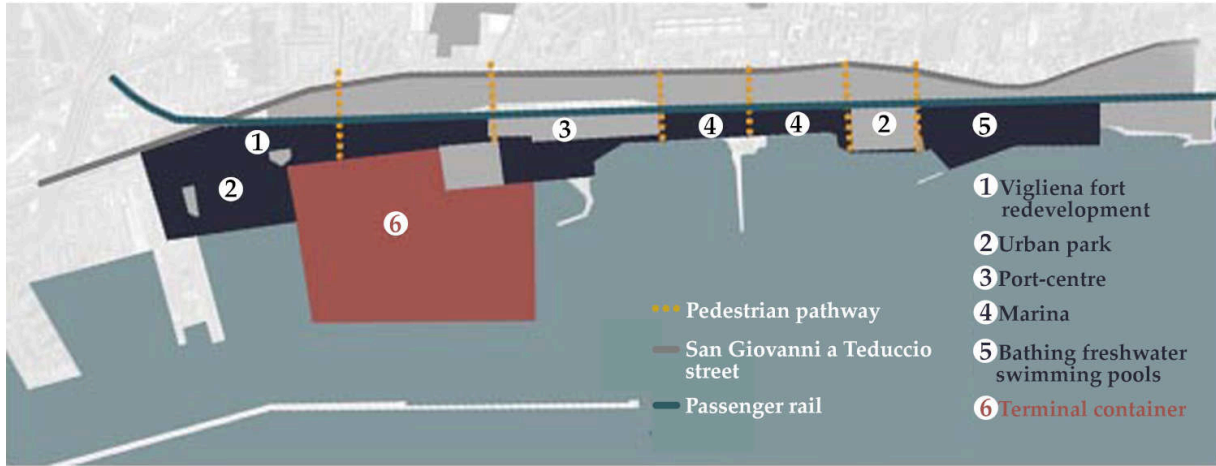 1
2
3
4
4
2
5
6
Pedestrian pathway
San Giovanni a Teduccio
street
Passenger rail
1 Vigliena fort
redevelopment
2 Urban park
3 Port-centre
4 Marina
5 Bathing freshwater
swimming pools
6 Terminal container